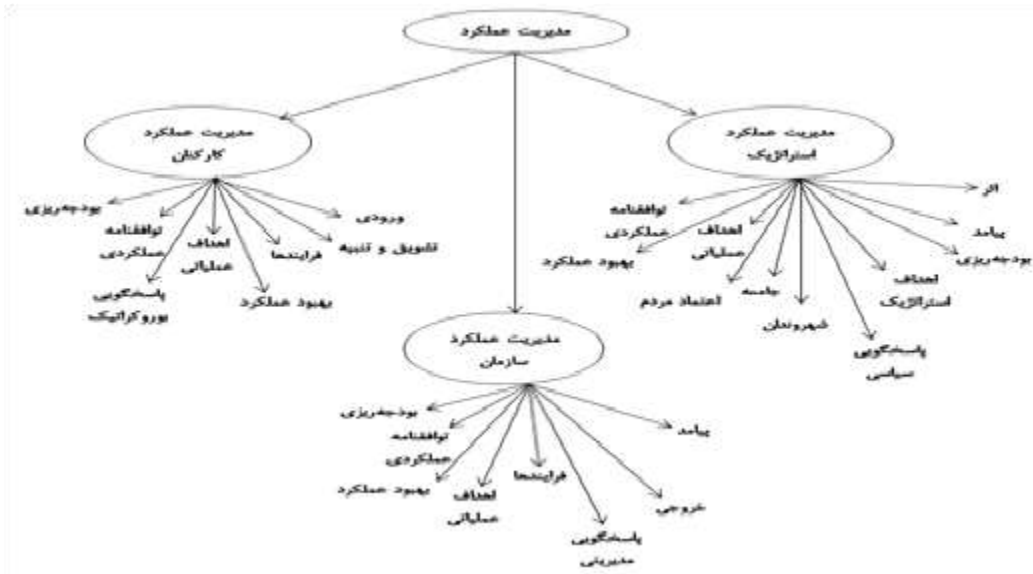 مدیریت عملکرد
مدیریت عملکرد
استراتژیک
اثر
پیامد
بودجه‌ریزی
اهداف
استراتژیک
پاسخگویی
سیاسی
شهروندان
جامعه
اعتماد مردم
اهداف
عملیاتی
بهبود عملکرد
توافقنامه
عملکردی
مدیریت عملکرد
کارکنان
ورودی
تشویق و تنبیه
فرایندها
بهبود عملکرد
اهداف
عملیاتی
پاسخگویی
بوروکراتیک
توافقنامه
عملکردی
بودجه‌ریزی
مدیریت عملکرد
سازمان
پیامد
خروجی
پاسخگویی
مدیریتی
فرایندها
اهداف
عملیاتی
بهبود عملکرد
توافقنامه
عملکردی
بودجه‌ریزی